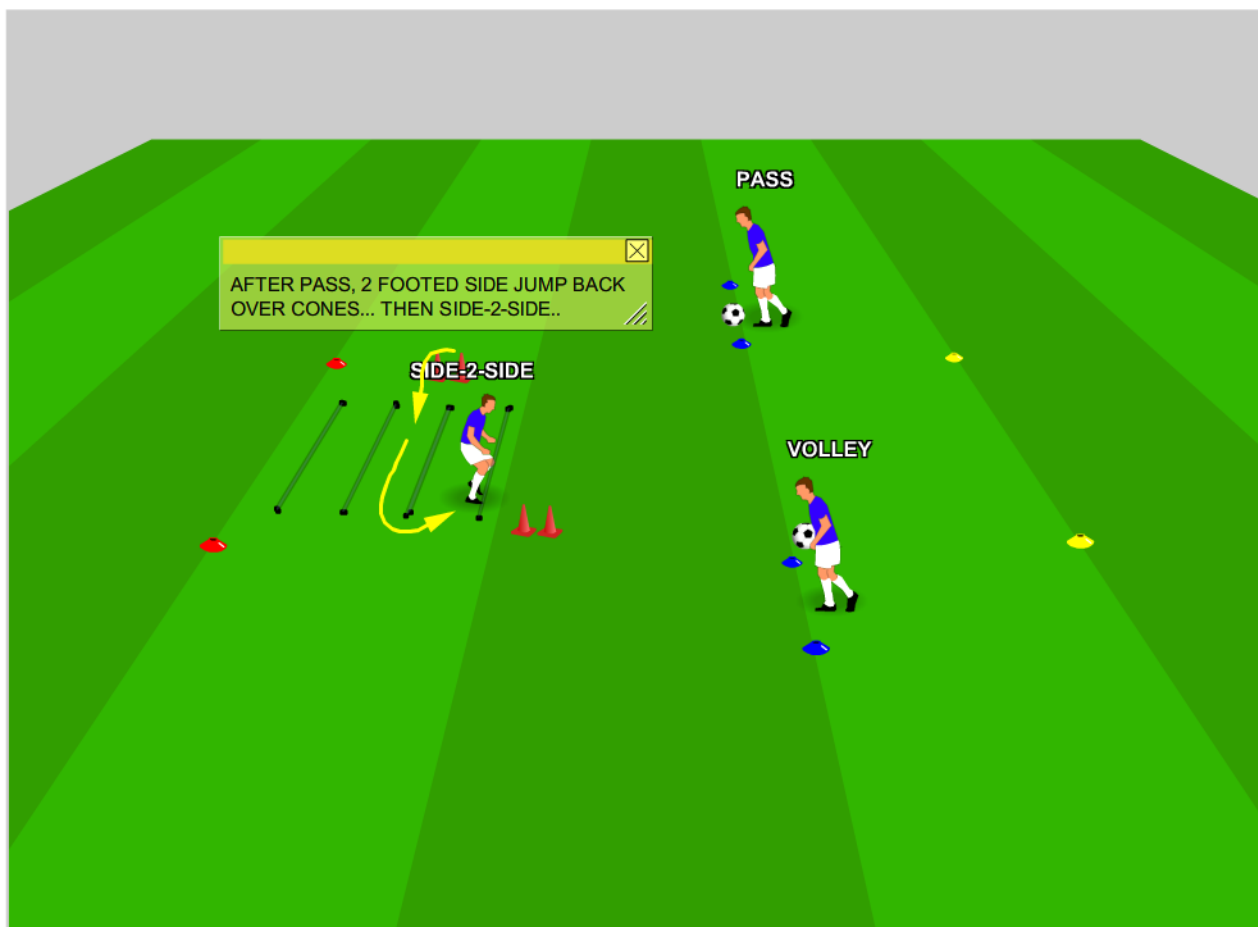 PASS
AFTER PASS, 2 FOOTED SIDE JUMP BACK
OVER CONES... THEN SIDE-2-SIDE..
SIDE-2-SIDE
VOLLEY